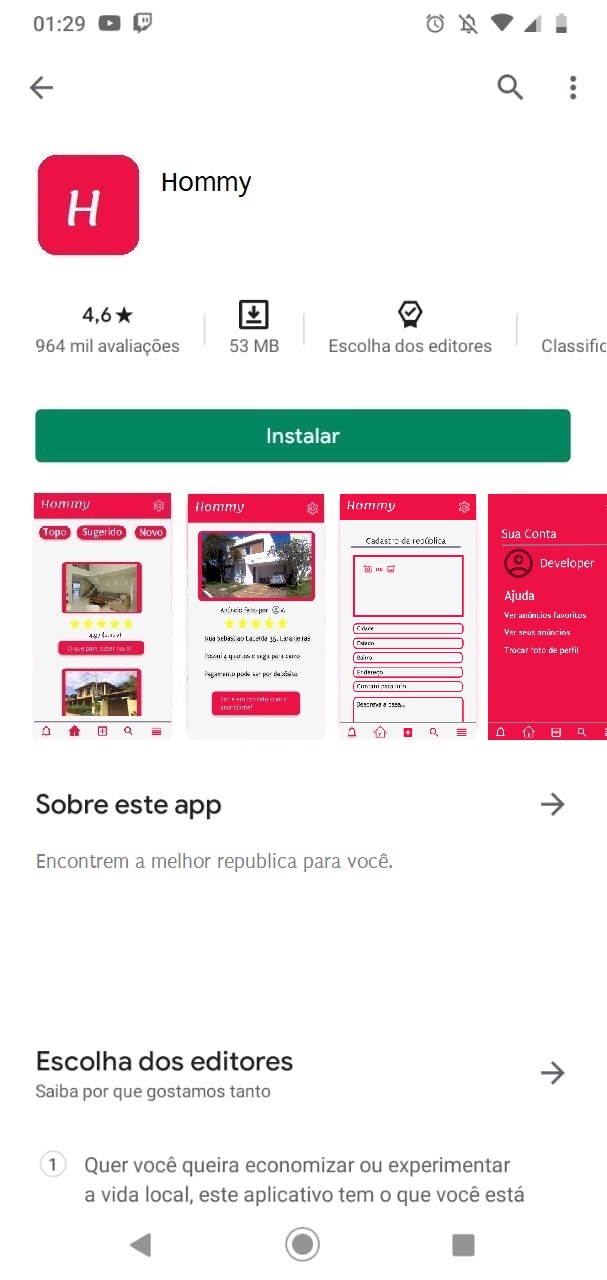 01:29
H
Hommy
4,6★
964 mil avaliações
53 MB
Escolha dos editores
Classific
Instalar
Hommy
Topo Sugerido Novo
Clique para saber mais!
Hommy
Anúncio feito por
Rua Sebastião Lacerda 35, Laranjeiras
Possui 4 quartos e vaga para carro
Pagamento pode ser por depósito
Entre em contato com o
anunciante!
Hommy
Cadastro da república
ou
Cidade
Estado
Bairro
Endereço
Contato para info
Descreva a casa...
Sua Conta
Developer
Ajuda
Ver anúncios favoritos
Ver seus anúncios
Trocar foto de perfil
Sobre este app
Encontrem a melhor republica para você.
Escolha dos editores
Saiba por que gostamos tanto
1 Quer você queira economizar ou experimentar
a vida local, este aplicativo tem o que você está